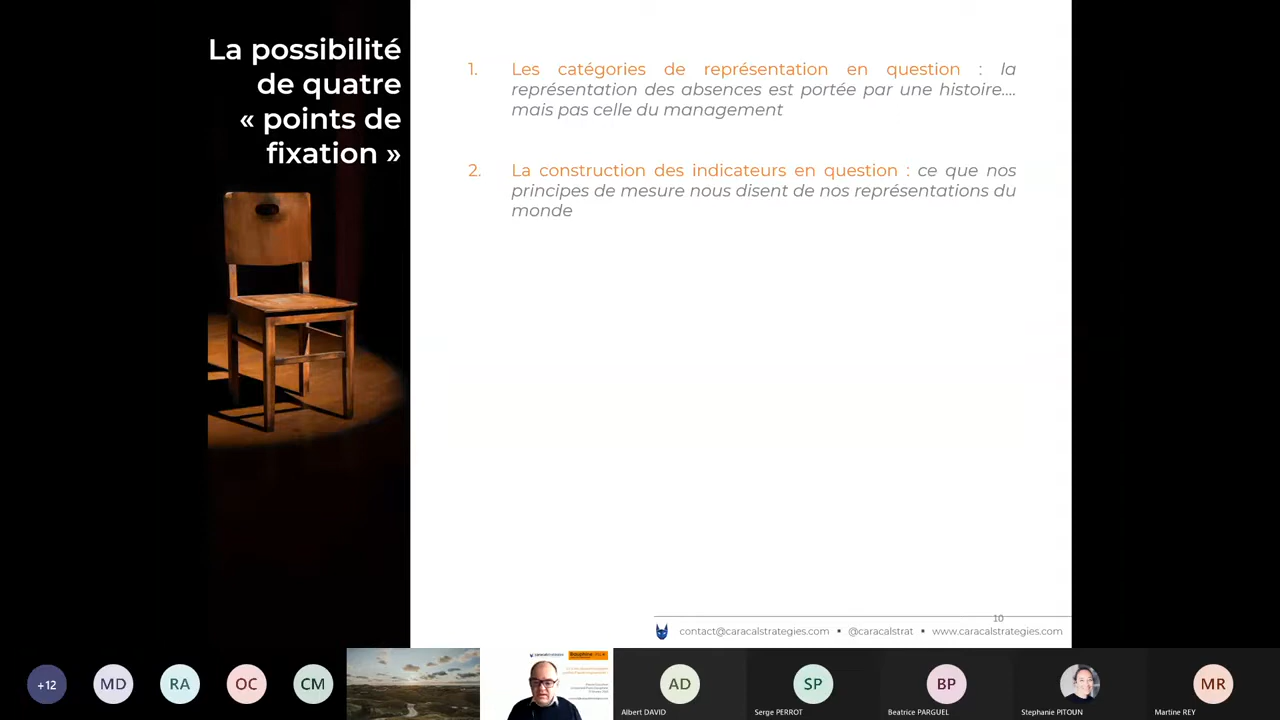 La possibilité
de quatre
« points de
fixation »
1. Les catégories de représentation en question : la
représentation des absences est portée par une histoire....
mais pas celle du management
2. La construction des indicateurs en question : ce que nos
principes de mesure nous disent de nos représentations du
monde
10
contact@caracalstrategies.com ▪ @caracalstrat ▪ www.caracalstrategies.com
+12 MD RA OC CM AD SP BP MR
Albert DAVID Serge PERROT Beatrice PARGUEL Stephanie PITOUN Martine REY